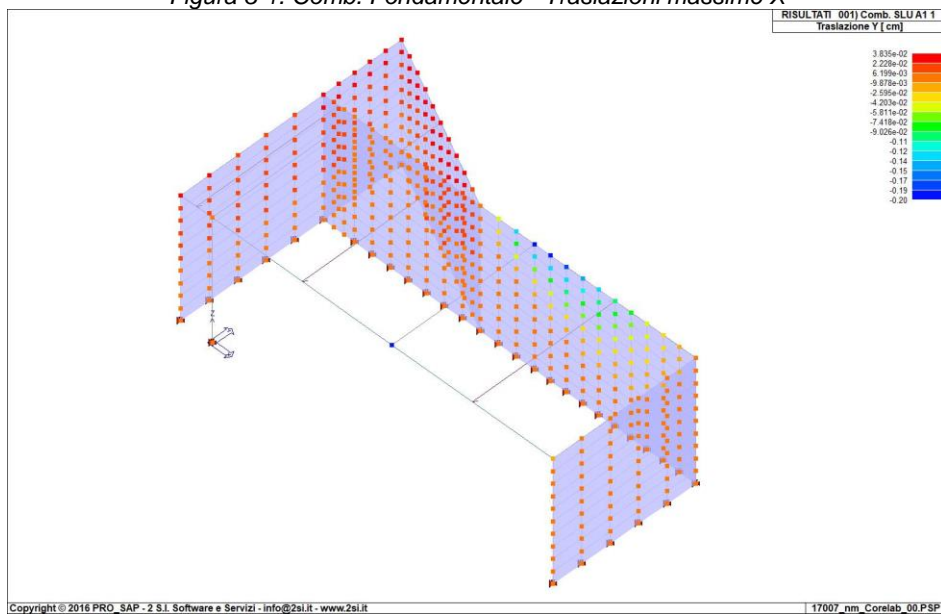 Figura 8-1: Comb. Fondamentale - Traslazioni massime X
RISULTATI 001) Comb. SLU A1 1
Traslazione Y [ cm]
3.835e-02
2.228e-02
6.199e-03
-9.878e-03
-2.595e-02
-4.203e-02
-5.811e-02
-7.418e-02
-9.026e-02
-0.11
-0.12
-0.14
-0.15
-0.17
-0.19
-0.20
Z
Copyright © 2016 PRO_SAP - 2 S.I. Software e Servizi - info@2si.it - www.2si.it
17007_nm_Corelab_00.PSP